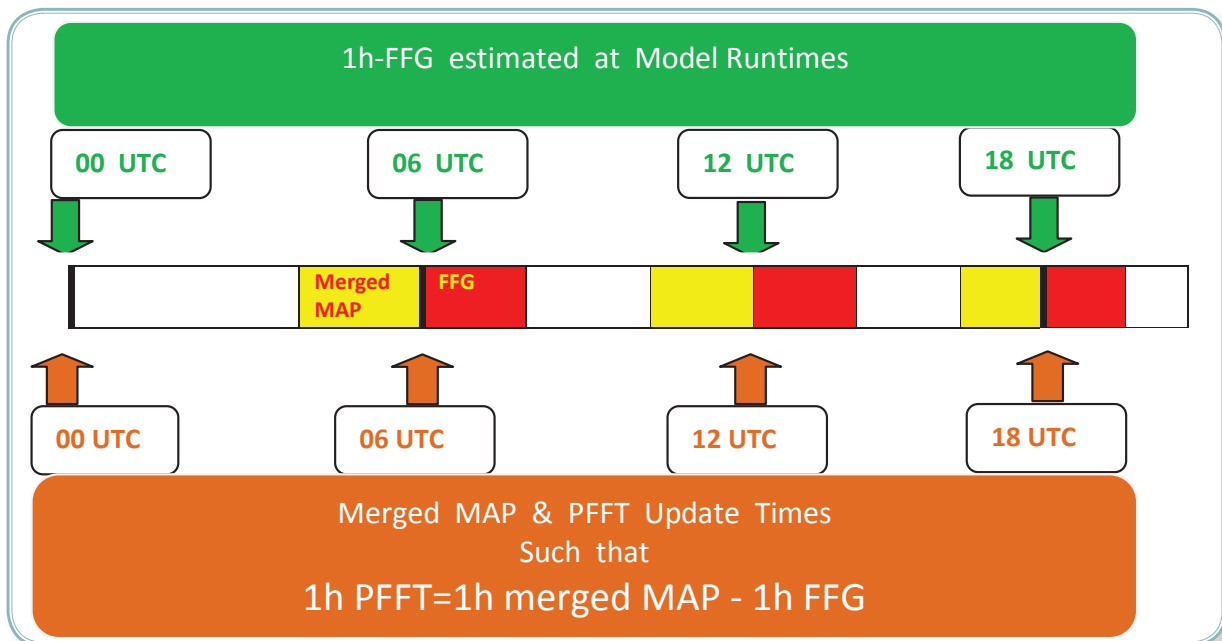 1h-FFG estimated at Model Runtimes
00 UTC
06 UTC
12 UTC
18 UTC
Merged
MAP
FFG
00 UTC
06 UTC
12 UTC
18 UTC
Merged MAP & PFFT Update Times
Such that
1h PFFT=1h merged MAP - 1h FFG